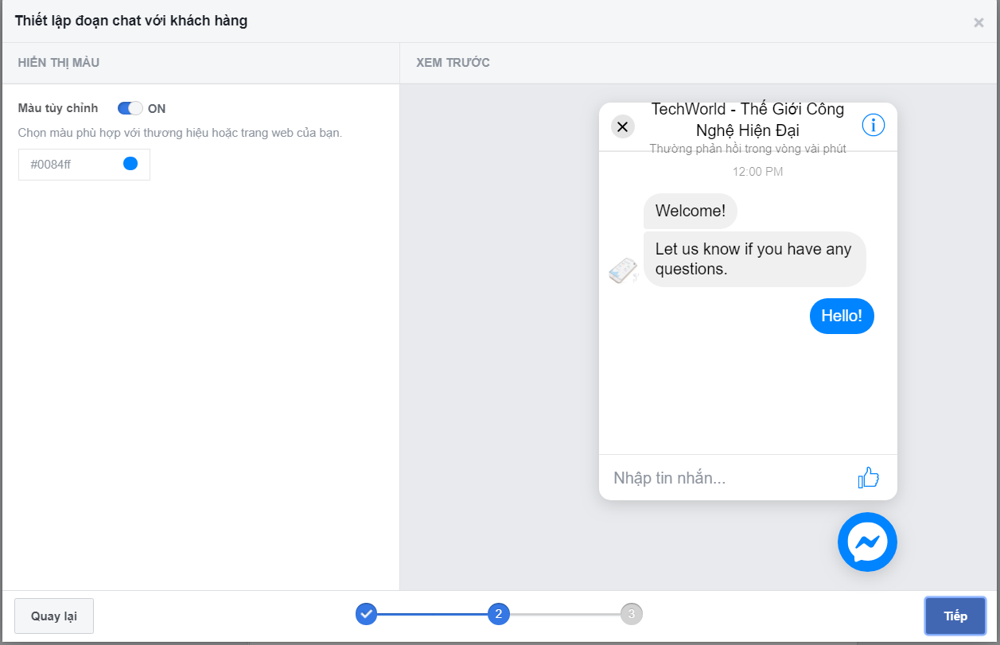 Thiết lập đoạn chat với khách hàng
HIỂN THỊ MÀU
XEM TRƯỚC
Màu tùy chỉnh ON
Chọn màu phù hợp với thương hiệu hoặc trang web của bạn.
#0084ff
TechWorld - Thế Giới Công
Nghệ Hiện Đại
Thường phản hồi trong vòng vài phút
12:00 PM
Welcome!
Let us know if you have any
questions.
Hello!
Nhập tin nhắn...
Quay lại
2
3
Tiếp